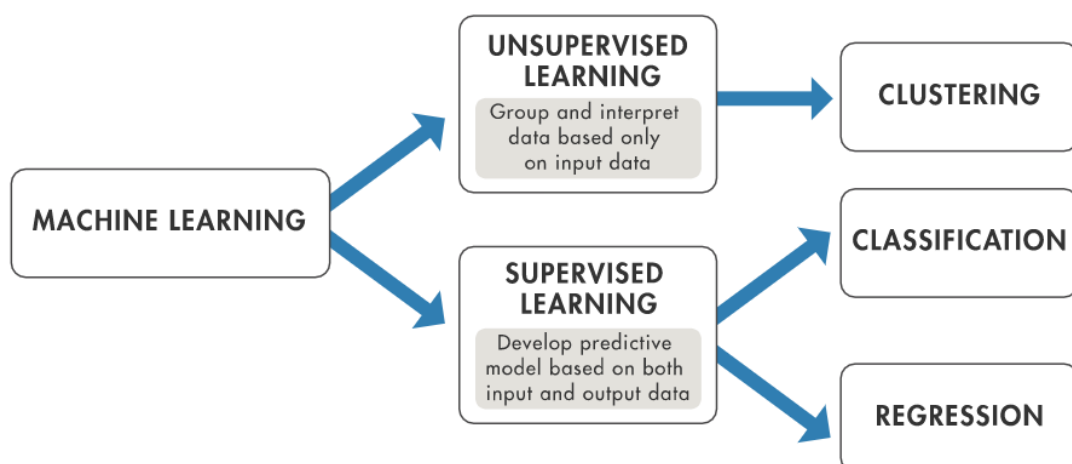 MACHINE LEARNING
UNSUPERVISED
LEARNING
Group and interpret
data based only
on input data
SUPERVISED
LEARNING
Develop predictive
model based on both
input and output data
CLUSTERING
CLASSIFICATION
REGRESSION